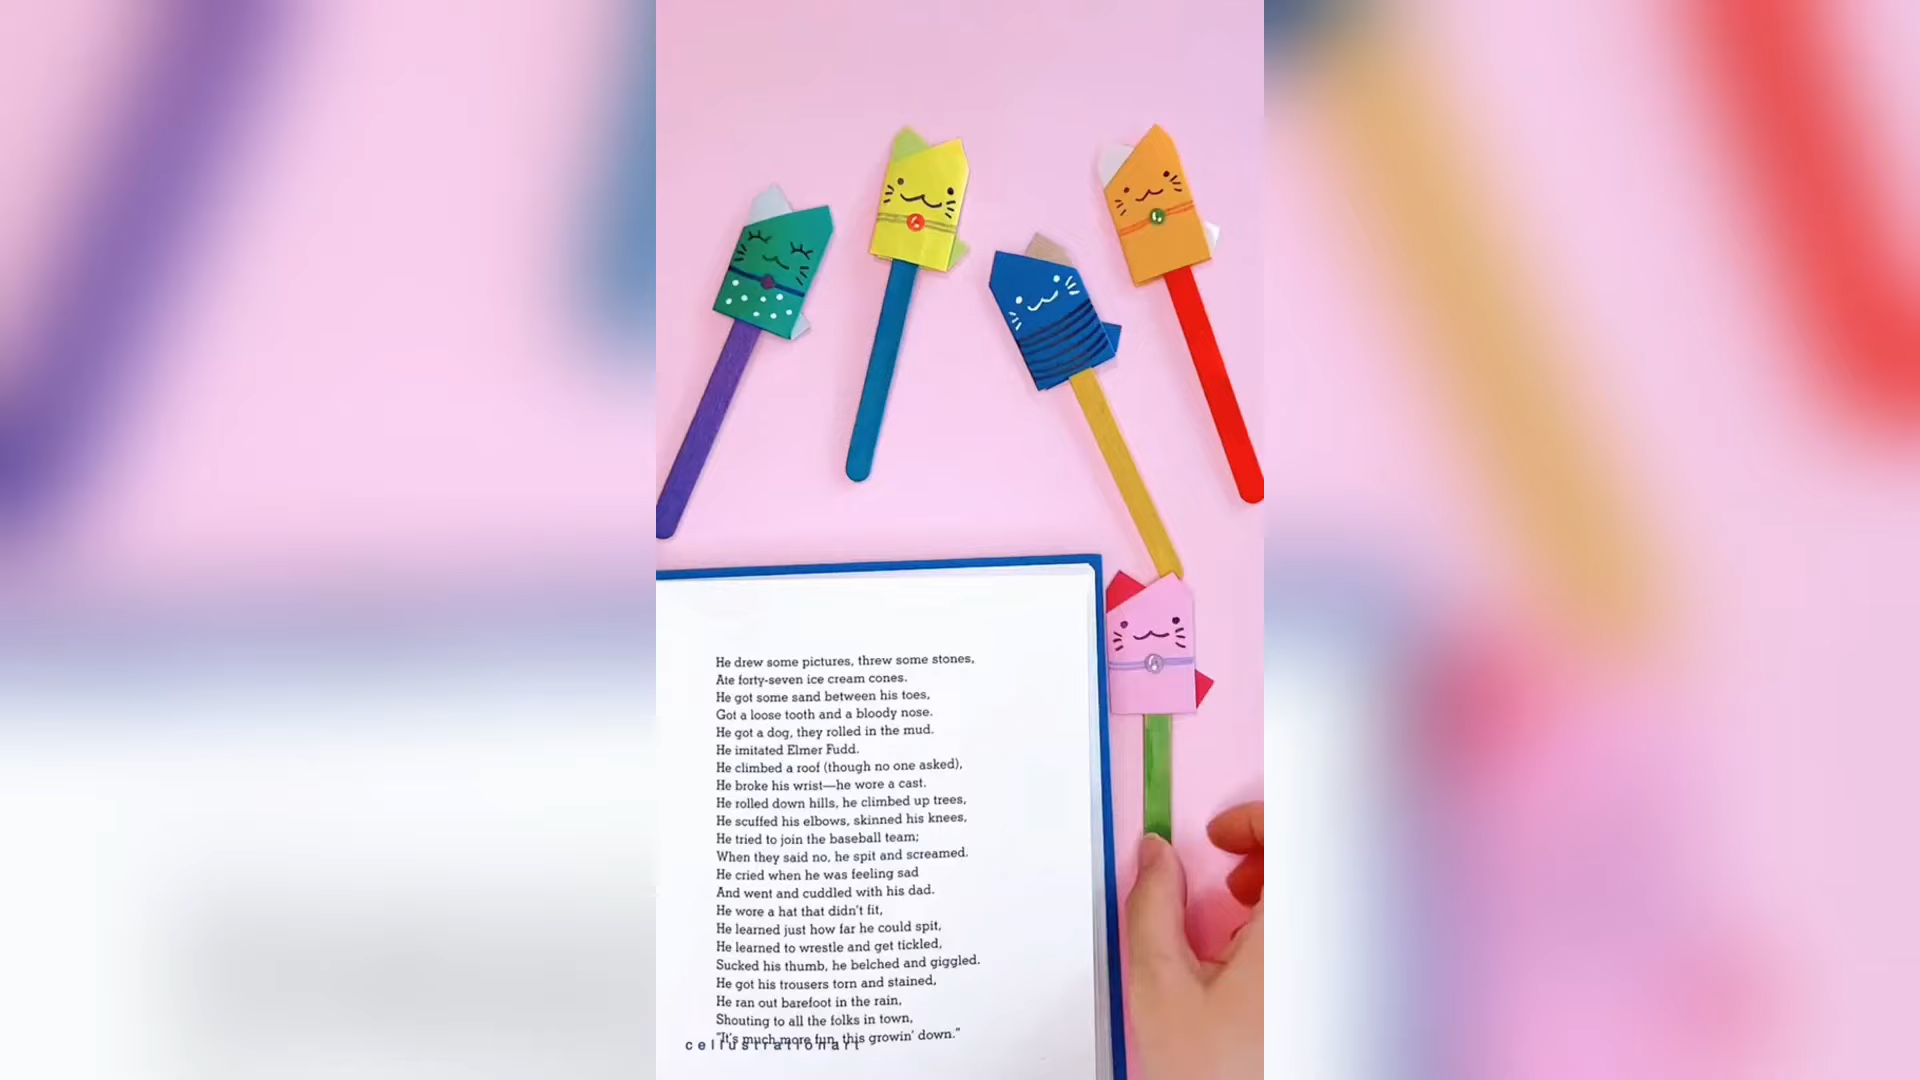 He drew some pictures, threw some stones,
Ate forty-seven ice cream cones.
He got some sand between his toes,
Got a loose tooth and a bloody nose.
He got a dog, they rolled in the mud.
He imitated Elmer Fudd.
He climbed a roof (though no one asked),
He broke his wrist—he wore a cast.
He rolled down hills, he climbed up trees,
He scuffed his elbows, skinned his knees,
He tried to join the baseball team;
When they said no, he spit and screamed.
He cried when he was feeling sad
And went and cuddled with his dad.
He wore a hat that didn't fit,
He learned just how far he could spit,
He learned to wrestle and get tickled,
Sucked his thumb, he belched and giggled.
He got his trousers torn and stained,
He ran out barefoot in the rain,
Shouting to all the folks in town,
"It's much more fun, this growin' down."
cellustrationart